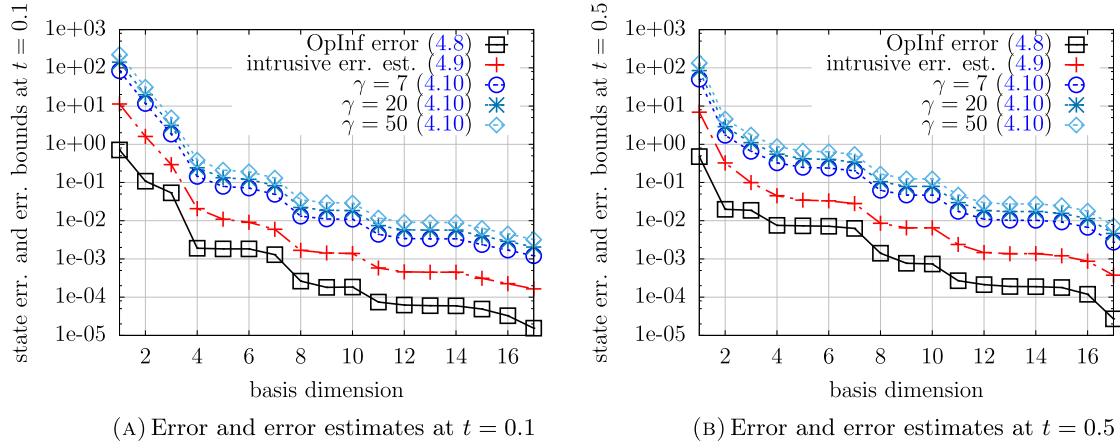 state err. and err. bounds at t = 0.1
1e+03
1e+02
1e+01
1e+00
1e-01
1e-02
1e-03
1e-04
1e-05
OpInf error (4.8)
intrusive err. est. (4.9)
γ = 7 (4.10)
γ = 20 (4.10)
γ = 50 (4.10)
2 4 6 8 10 12 14 16
basis dimension
(A) Error and error estimates at t = 0.1
state err. and err. bounds at t = 0.5
1e+03
1e+02
1e+01
1e+00
1e-01
1e-02
1e-03
1e-04
1e-05
OpInf error (4.8)
intrusive err. est. (4.9)
γ = 7 (4.10)
γ = 20 (4.10)
γ = 50 (4.10)
2 4 6 8 10 12 14 16
basis dimension
(B) Error and error estimates at t = 0.5